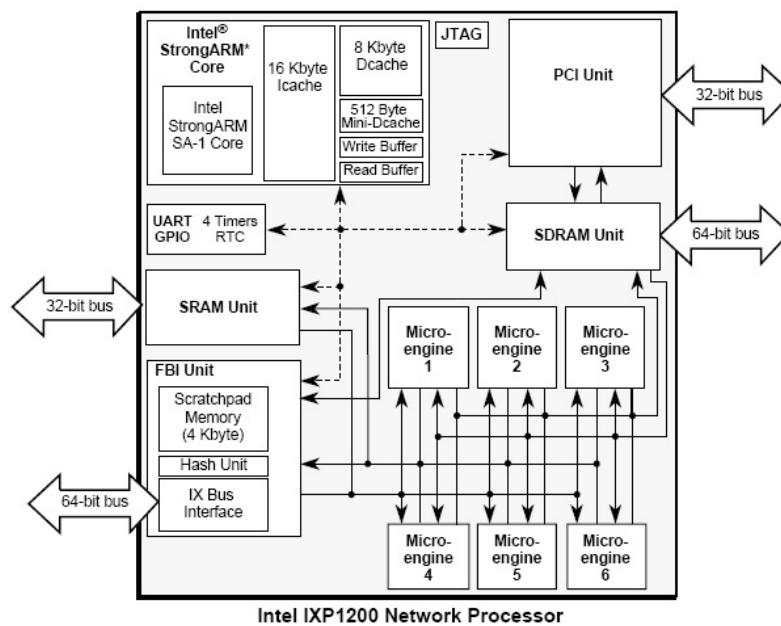 Intel®
StrongARM*
Core
Intel
StrongARM
SA-1 Core
16 Kbyte
Icache
8 Kbyte
Dcache
512 Byte
Mini-Dcache
Write Buffer
Read Buffer
JTAG
PCI Unit
32-bit bus
UART
GPIO
4 Timers
RTC
SDRAM Unit
64-bit bus
32-bit bus
SRAM Unit
FBI Unit
Scratchpad
Memory
(4 Kbyte)
Hash Unit
IX Bus
Interface
64-bit bus
Micro-
engine
1
Micro-
engine
2
Micro-
engine
3
Micro-
engine
4
Micro-
engine
5
Micro-
engine
6
Intel IXP1200 Network Processor